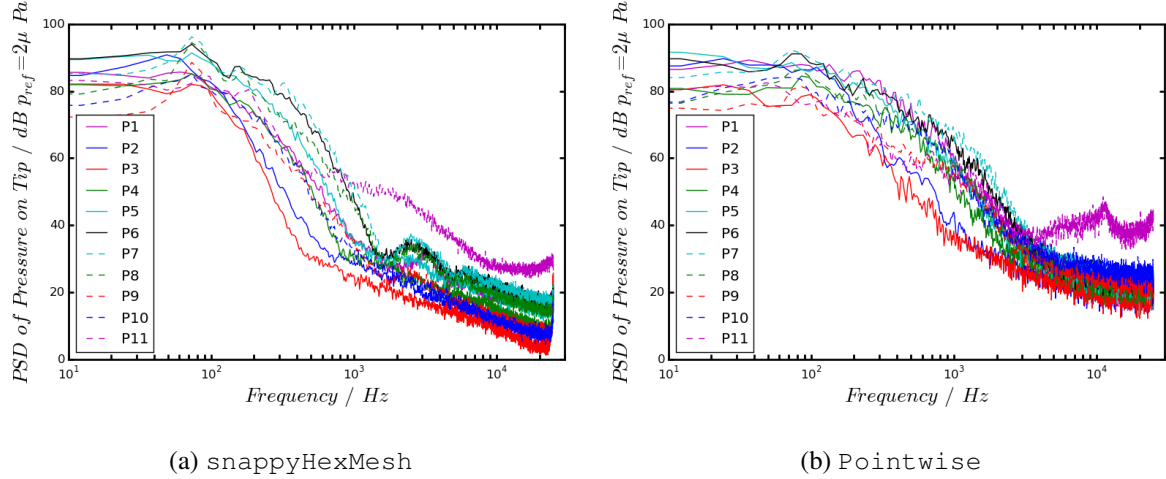 PSD of Pressure on Tip / dB p_ref=2μ Pa
100
80
60
40
20
0
P1
P2
P3
P4
P5
P6
P7
P8
P9
P10
P11
10^1
10^2
10^3
10^4
Frequency / Hz
(a) snappyHexMesh
PSD of Pressure on Tip / dB p_ref=2μ Pa
100
80
60
40
20
0
P1
P2
P3
P4
P5
P6
P7
P8
P9
P10
P11
10^1
10^2
10^3
10^4
Frequency / Hz
(b) Pointwise